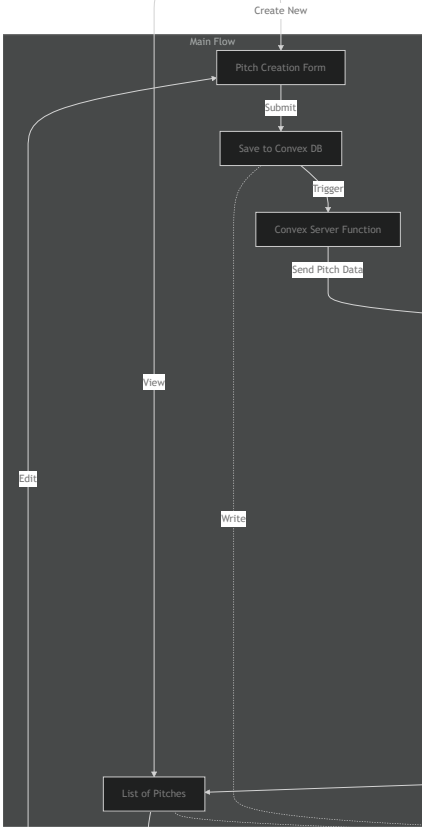 Create New
Main Flow
Pitch Creation Form
Submit
Save to Convex DB
Trigger
Convex Server Function
Send Pitch Data
View
Edit
Write
List of Pitches